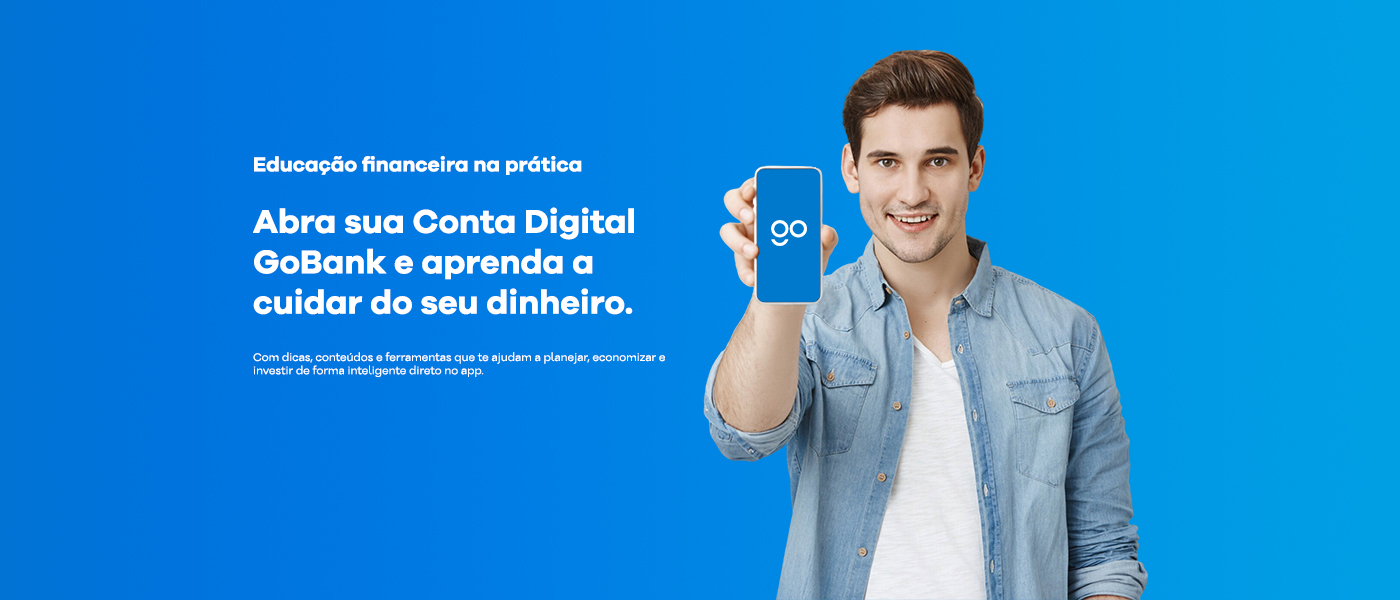 Educação financeira na prática
Abra sua Conta Digital
GoBank e aprenda a
cuidar do seu dinheiro.
Com dicas, conteúdos e ferramentas que te ajudam a planejar, economizar e
investir de forma inteligente direto no app.
go